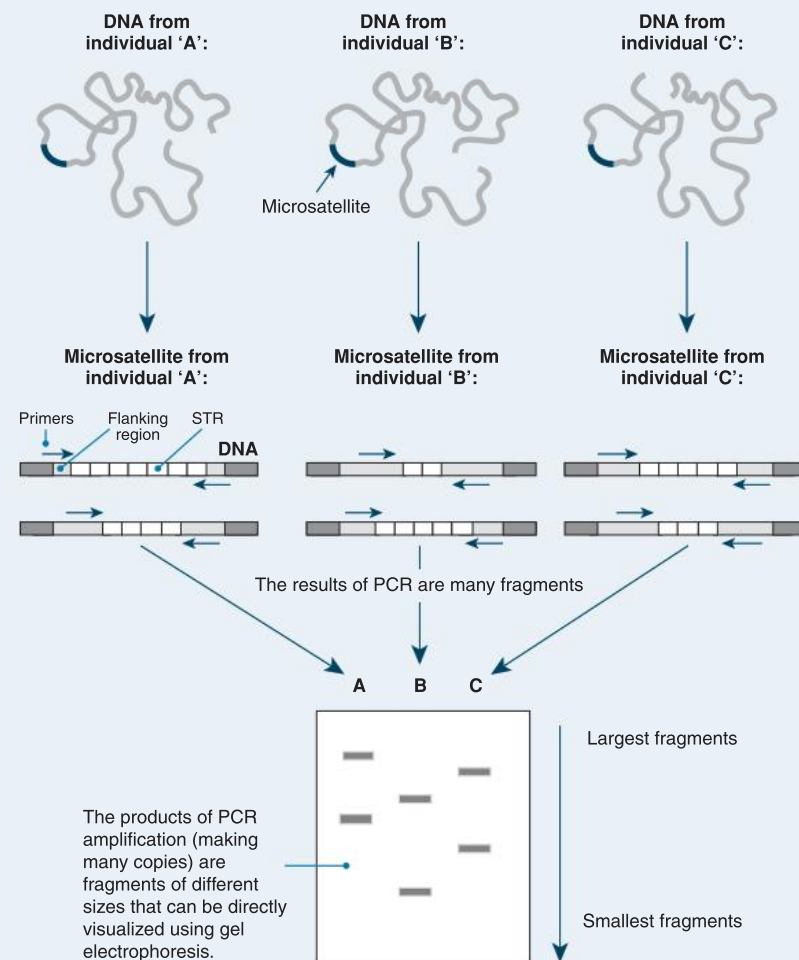 DNA from
individual ‘A’:
DNA from
individual ‘B’:
DNA from
individual ‘C’:
Microsatellite
Microsatellite from
individual ‘A’:
Microsatellite from
individual ‘B’:
Microsatellite from
individual ‘C’:
Primers
Flanking
region
STR
DNA
The results of PCR are many fragments
A B C
Largest fragments
The products of PCR
amplification (making
many copies) are
fragments of different
sizes that can be directly
visualized using gel
electrophoresis.
Smallest fragments